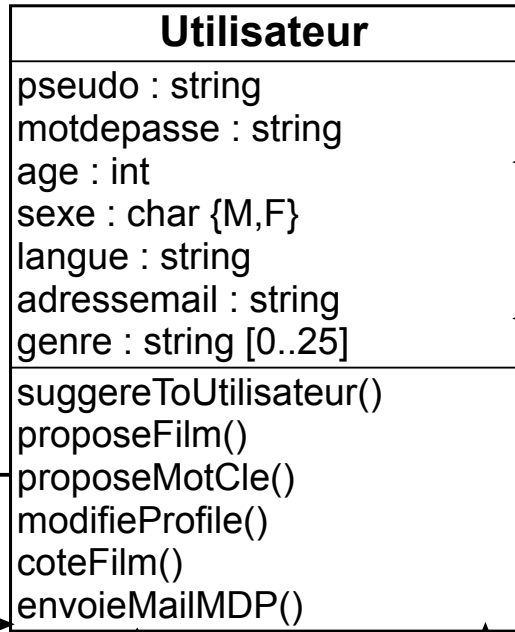 Utilisateur
pseudo : string
motdepasse : string
age : int
sexe : char {M,F}
langue : string
adressemail : string
genre : string [0..25]
suggereToUtilisateur()
proposeFilm()
proposeMotCle()
modifieProfile()
coteFilm()
envoieMailMDP()